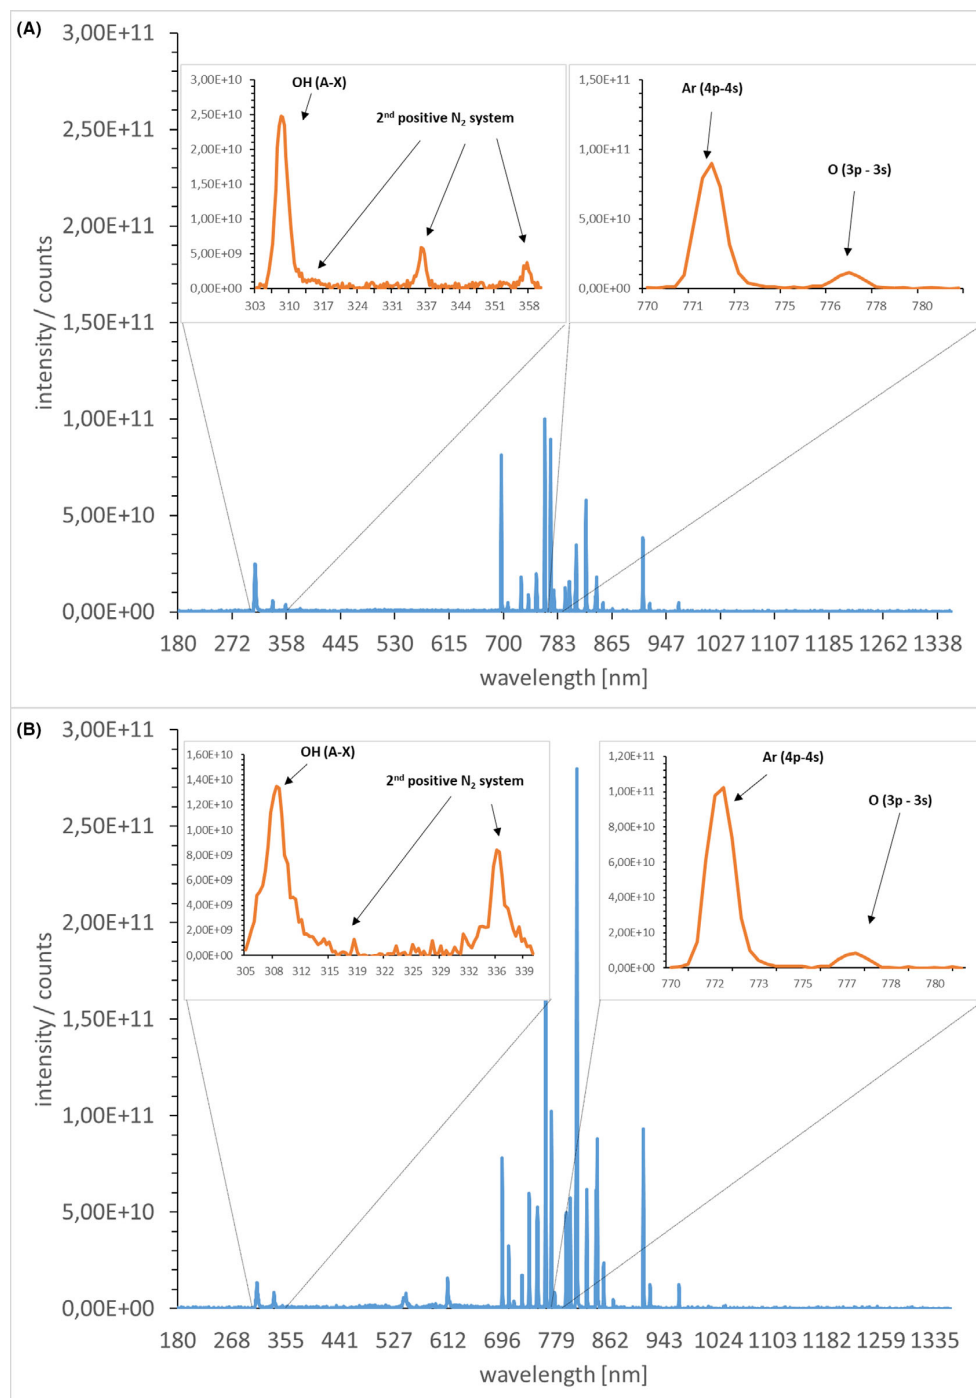 (A)
3,00E+11
2,50E+11
2,00E+11
1,50E+11
1,00E+11
5,00E+10
0,00E+00
intensity / counts
180 272 358 445 530 615 700 783 865 947 1027 1107 1185 1262 1338
wavelength [nm]
3,00E+10
2,50E+10
2,00E+10
1,50E+10
1,00E+10
5,00E+09
0,00E+00
OH (A-X)
2nd positive N2 system
303 310 317 324 331 337 344 351 358
1,50E+11
1,00E+11
5,00E+10
0,00E+00
Ar (4p-4s)
O (3p - 3s)
770 771 773 775 776 778 780
(B)
3,00E+11
2,50E+11
2,00E+11
1,50E+11
1,00E+11
5,00E+10
0,00E+00
intensity / counts
180 268 355 441 527 612 696 779 862 943 1024 1103 1182 1259 1335
wavelength [nm]
1,60E+10
1,40E+10
1,20E+10
1,00E+10
8,00E+09
6,00E+09
4,00E+09
2,00E+09
0,00E+00
OH (A-X)
2nd positive N2 system
305 308 312 315 319 322 325 329 332 336 339
1,20E+11
1,00E+11
8,00E+10
6,00E+10
4,00E+10
2,00E+10
0,00E+00
Ar (4p-4s)
O (3p - 3s)
770 772 773 775 777 778 780